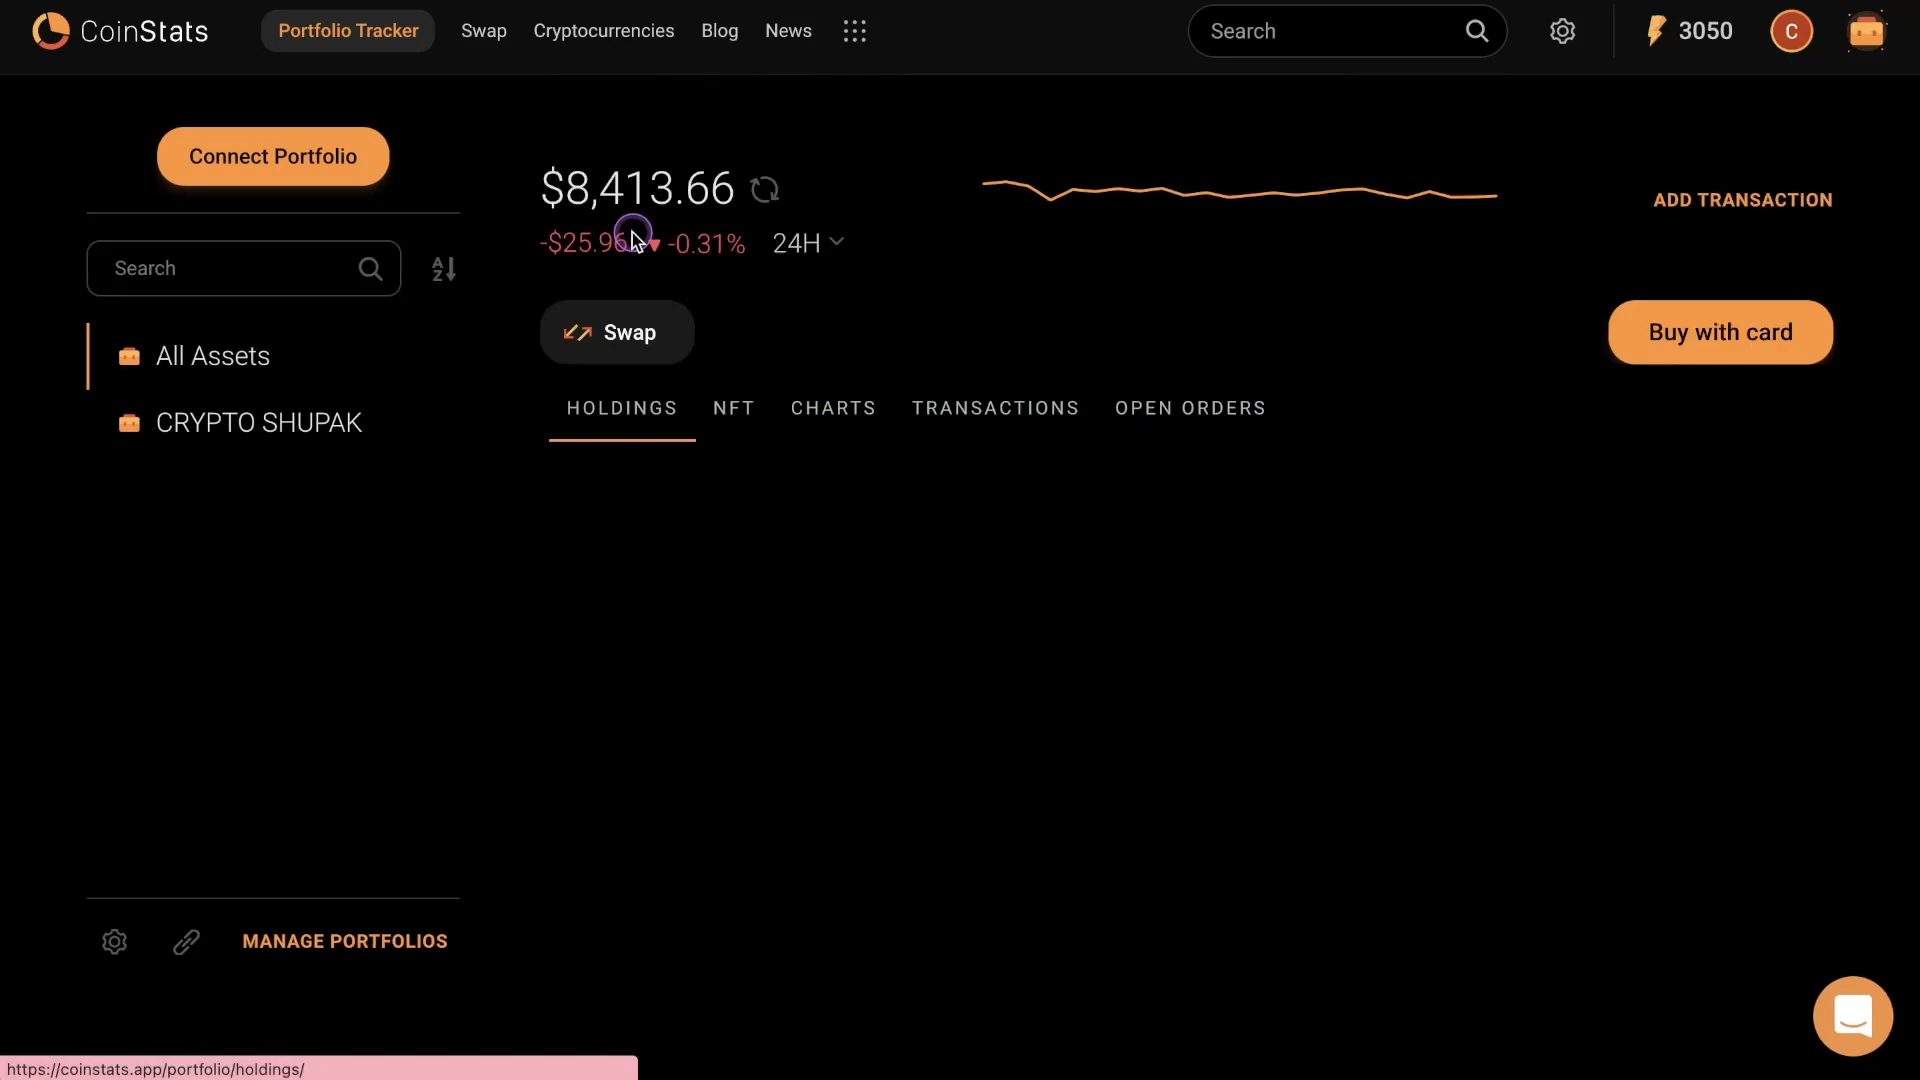 CoinStats
Portfolio Tracker
Swap
Cryptocurrencies
Blog
News
Search
3050
C
Connect Portfolio
Search
All Assets
CRYPTO SHUPAK
$8,413.66
-0.31%
24H
ADD TRANSACTION
Swap
Buy with card
HOLDINGS
NFT
CHARTS
TRANSACTIONS
OPEN ORDERS
MANAGE PORTFOLIOS
https://coinstats.app/portfolio/holdings/